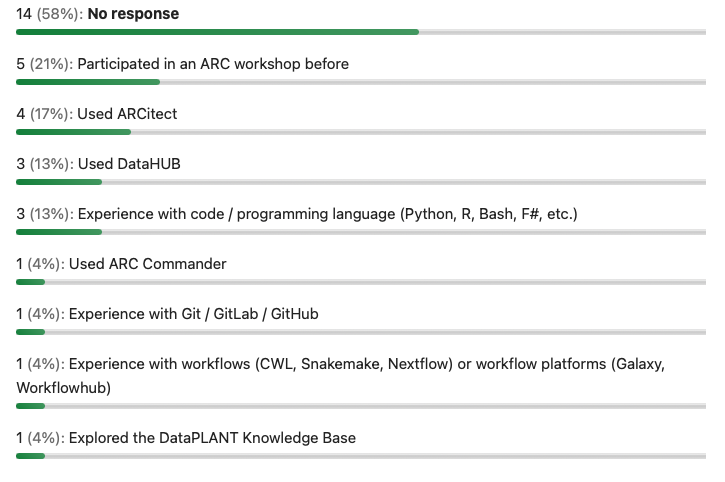 14 (58%): No response
5 (21%): Participated in an ARC workshop before
4 (17%): Used ARCitect
3 (13%): Used DataHUB
3 (13%): Experience with code / programming language (Python, R, Bash, F#, etc.)
1 (4%): Used ARC Commander
1 (4%): Experience with Git / GitLab / GitHub
1 (4%): Experience with workflows (CWL, Snakemake, Nextflow) or workflow platforms (Galaxy,
Workflowhub)
1 (4%): Explored the DataPLANT Knowledge Base